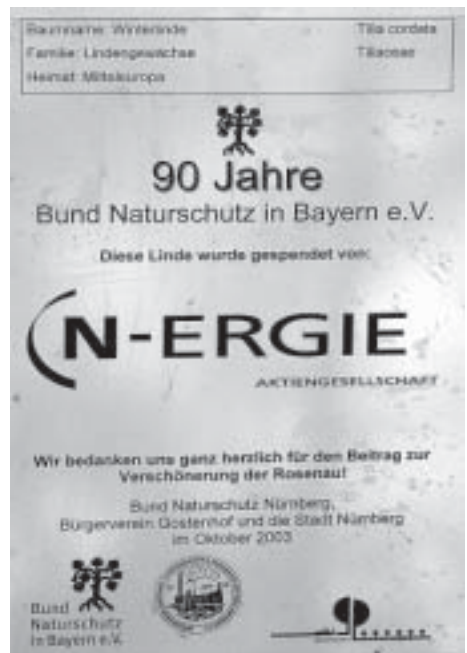 Baumname: Winterlinde Tilia cordata
Familie: Lindengewächse Tiliaceae
Heimat: Mitteleuropa
90 Jahre
Bund Naturschutz in Bayern e.V.
Diese Linde wurde gespendet von:
N-ERGIE
AKTIENGESELLSCHAFT
Wir bedanken uns ganz herzlich für den Beitrag zur
Verschönerung der Rosenau!
Bund Naturschutz Nürnberg,
Bürgerverein Gostenhof und die Stadt Nürnberg
im Oktober 2003
Bund
Naturschutz
in Bayern e.V.